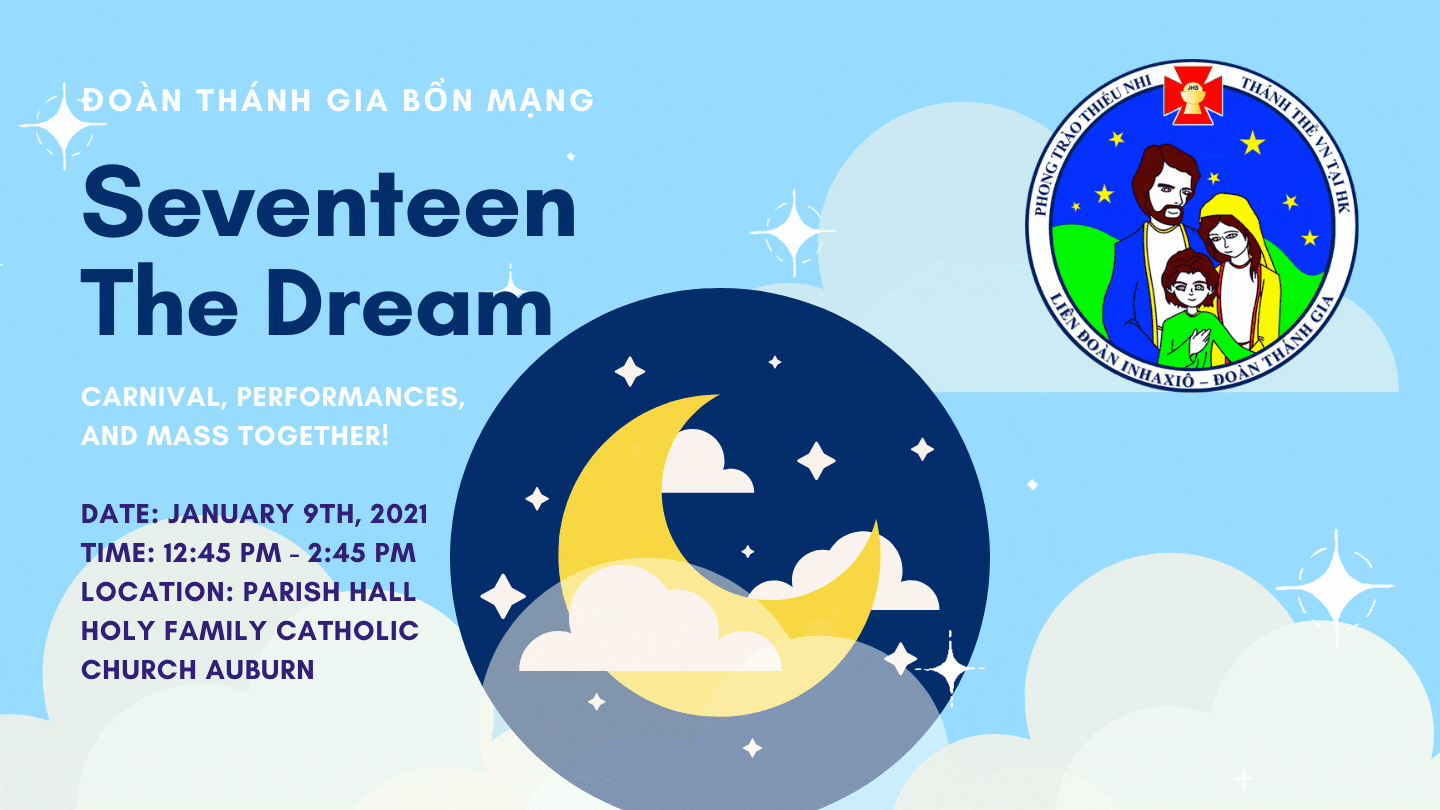 ĐOÀN THÁNH GIA BỔN MẠNG
Seventeen
The Dream
CARNIVAL, PERFORMANCES,
AND MASS TOGETHER!
DATE: JANUARY 9TH, 2021
TIME: 12:45 PM - 2:45 PM
LOCATION: PARISH HALL
HOLY FAMILY CATHOLIC
CHURCH AUBURN
PHONG TRÀO THIẾU NHI
THÁNH THỂ VN TẠI HK
JHS
LIÊN ĐOÀN INHAXIÔ – ĐOÀN THÁNH GIA